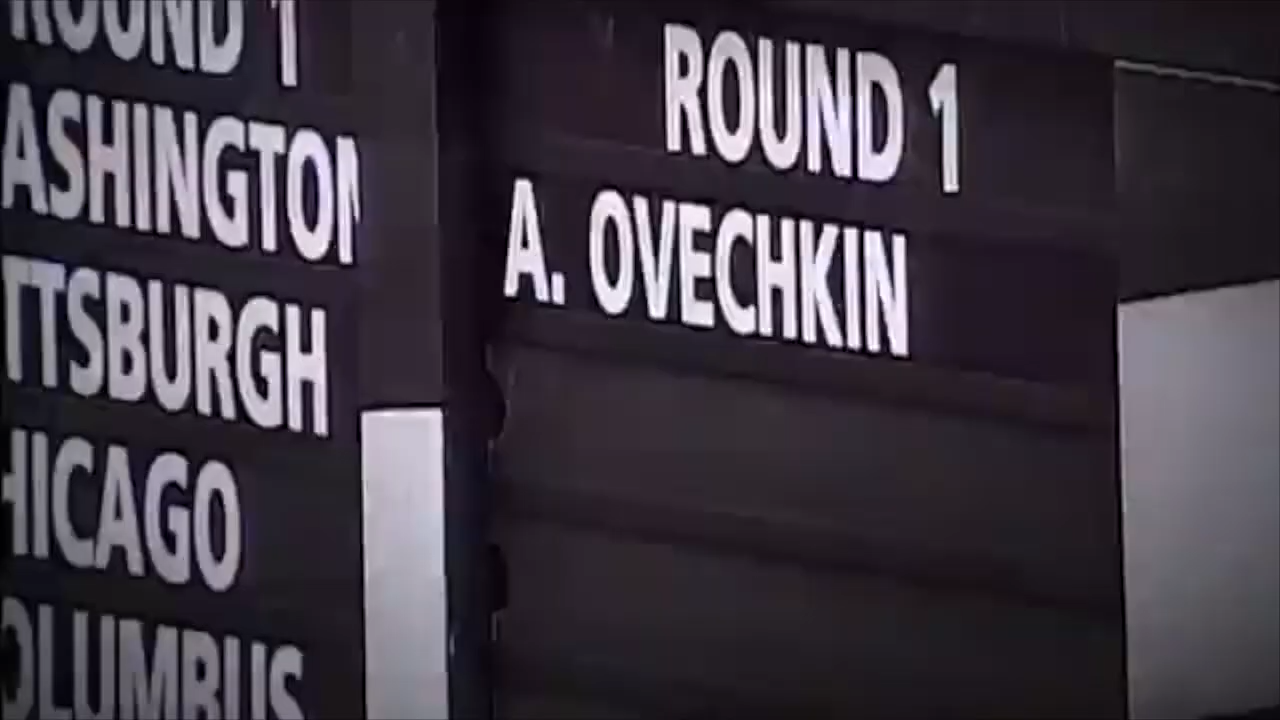 ROUND 1
ASHINGTON
TTSBURGH
HICAGO
OLUMBUS
ROUND 1
A. OVECHKIN